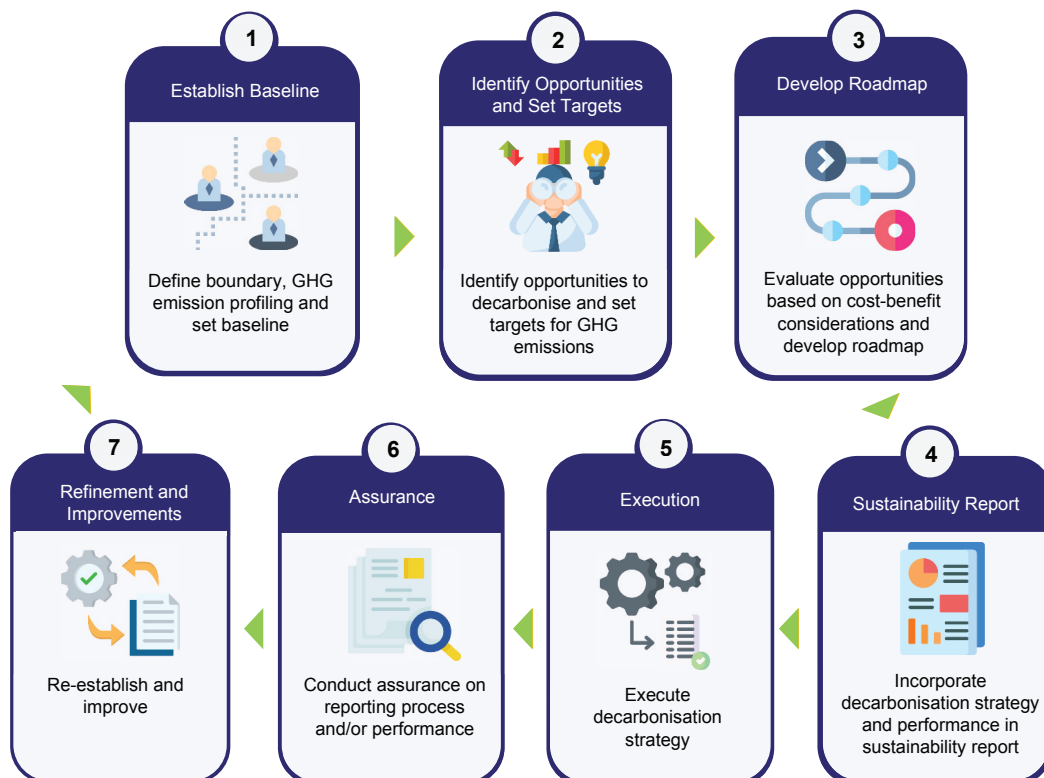 1
Establish Baseline
Define boundary, GHG
emission profiling and
set baseline
2
Identify Opportunities
and Set Targets
Identify opportunities to
decarbonise and set
targets for GHG
emissions
3
Develop Roadmap
Evaluate opportunities
based on cost-benefit
considerations and
develop roadmap
4
Sustainability Report
Incorporate
decarbonisation strategy
and performance in
sustainability report
5
Execution
Execute
decarbonisation
strategy
6
Assurance
Conduct assurance on
reporting process
and/or performance
7
Refinement and
Improvements
Re-establish and
improve